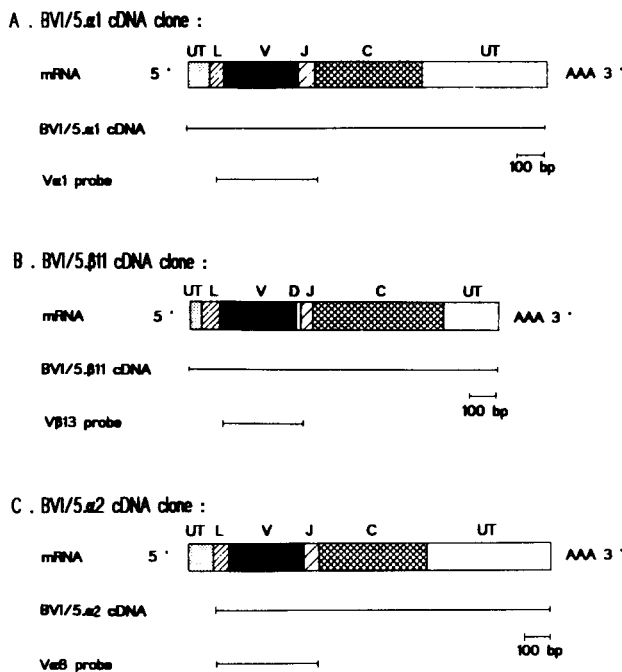 A . BVI/5.α1 cDNA clone :
UT L V J C UT
mRNA 5 ' AAA 3 '
BVI/5.α1 cDNA
100 bp
Vα1 probe
B . BVI/5.β11 cDNA clone :
UT L V D J C UT
mRNA 5 ' AAA 3 '
BVI/5.β11 cDNA
100 bp
Vβ13 probe
C . BVI/5.α2 cDNA clone :
UT L V J C UT
mRNA 5 ' AAA 3 '
BVI/5.α2 cDNA
100 bp
Vα8 probe